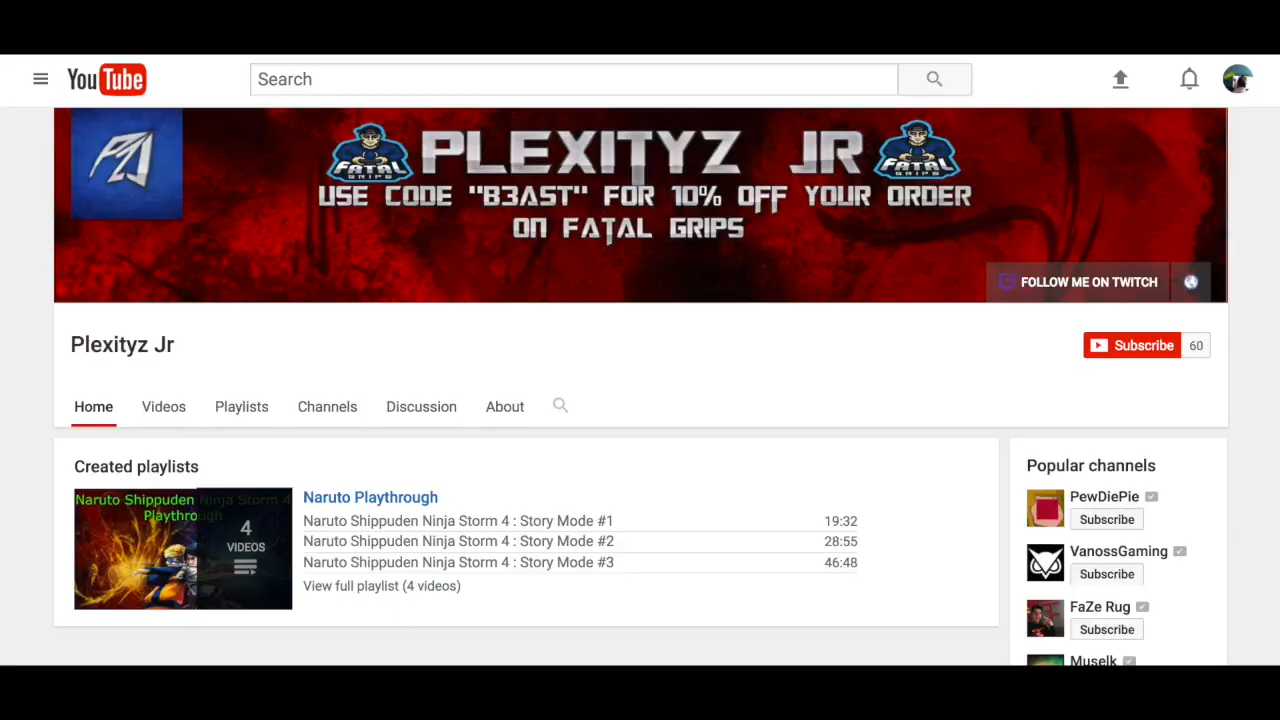 YouTube
Search
PZJ
FATAL GRIPS
PLEXITYZ JR
FATAL GRIPS
USE CODE "B3AST" FOR 10% OFF YOUR ORDER
ON FATAL GRIPS
FOLLOW ME ON TWITCH
Plexityz Jr
Subscribe 60
Home Videos Playlists Channels Discussion About
Created playlists
Naruto Shippuden Ninja Storm 4
Playthrough
4
VIDEOS
Naruto Playthrough
Naruto Shippuden Ninja Storm 4 : Story Mode #1 19:32
Naruto Shippuden Ninja Storm 4 : Story Mode #2 28:55
Naruto Shippuden Ninja Storm 4 : Story Mode #3 46:48
View full playlist (4 videos)
Popular channels
PewDiePie
Subscribe
VanossGaming
Subscribe
FaZe Rug
Subscribe
Muselk